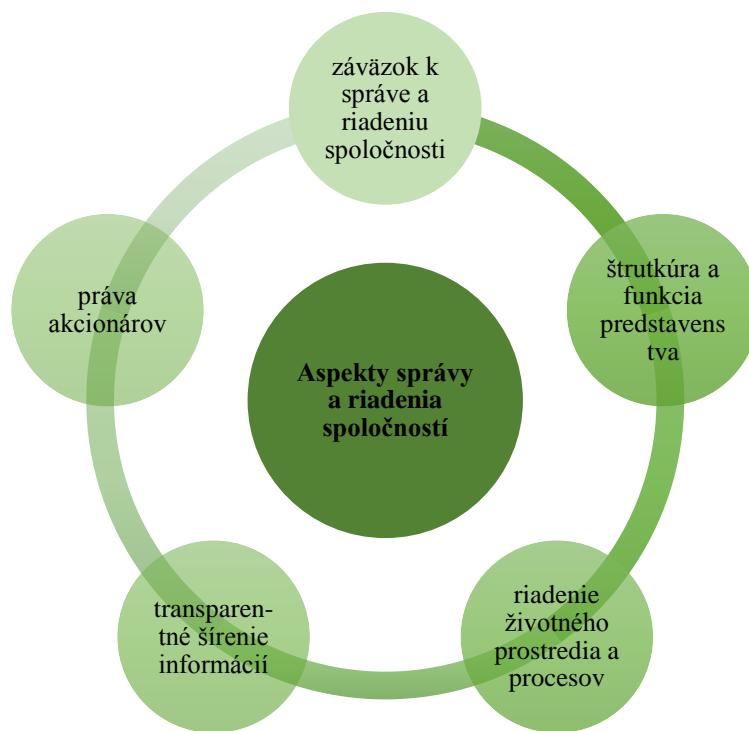 záväzok k
správe a
riadeniu
spoločnosti
štrutkúra a
funkcia
predstavens
tva
riadenie
životného
prostredia a
procesov
transparen-
tné šírenie
informácií
práva
akcionárov
Aspekty správy
a riadenia
spoločností